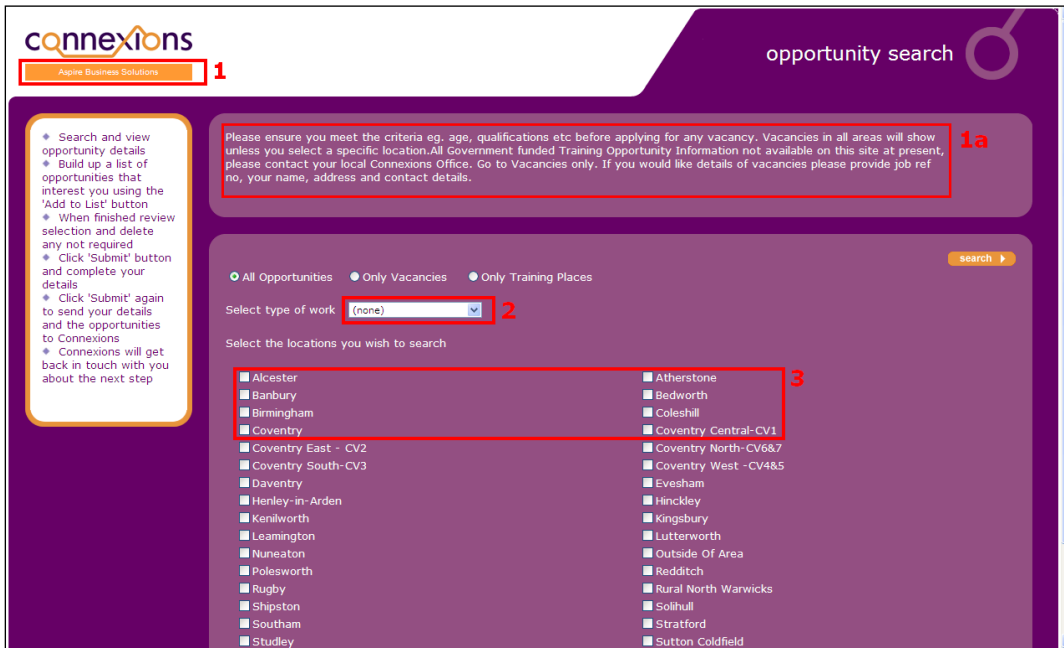 connexions
Aspire Business Solutions
1
opportunity search
Search and view
opportunity details
Build up a list of
opportunities that
interest you using the
'Add to List' button
When finished review
selection and delete
any not required
Click 'Submit' button
and complete your
details
Click 'Submit' again
to send your details
and the opportunities
to Connexions
Connexions will get
back in touch with you
about the next step
Please ensure you meet the criteria eg. age, qualifications etc before applying for any vacancy. Vacancies in all areas will show
unless you select a specific location.All Government funded Training Opportunity Information not available on this site at present,
please contact your local Connexions Office. Go to Vacancies only. If you would like details of vacancies please provide job ref
no, your name, address and contact details.
1a
search
All Opportunities Only Vacancies Only Training Places
Select type of work (none) 2
Select the locations you wish to search
Alcester Atherstone 3
Banbury Bedworth
Birmingham Coleshill
Coventry Coventry Central-CV1
Coventry East - CV2 Coventry North-CV6&7
Coventry South-CV3 Coventry West -CV4&5
Daventry Evesham
Henley-in-Arden Hinckley
Kenilworth Kingsbury
Leamington Lutterworth
Nuneaton Outside Of Area
Polesworth Redditch
Rugby Rural North Warwicks
Shipston Solihull
Southam Stratford
Studley Sutton Coldfield